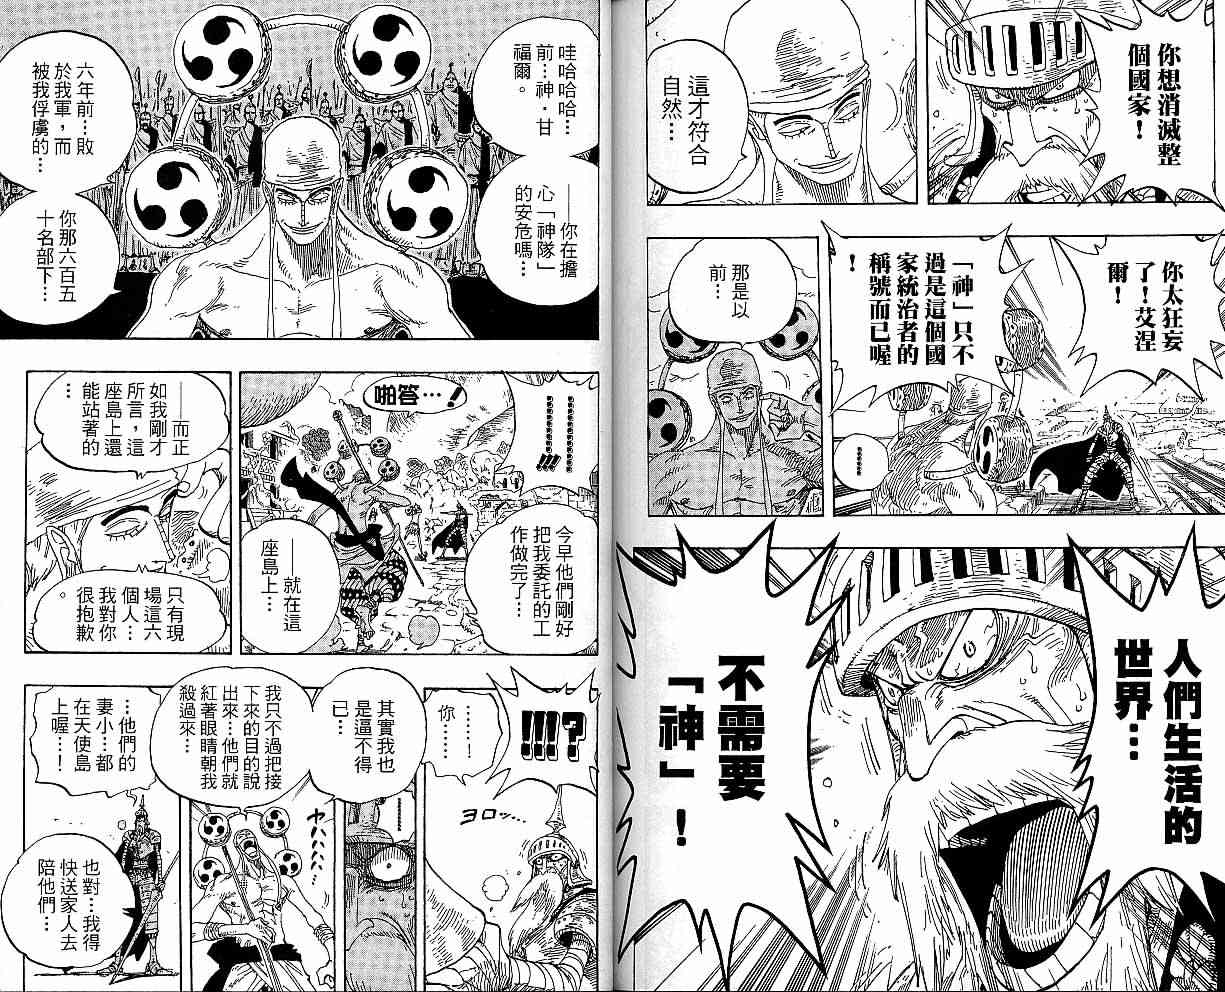 你想消滅整
個國家！
這才符合
自然…
你太狂妄
了！艾涅
爾！
「神」只不
過是這個國
家統治者的
稱號而已喔
！
那是以
前…
……
人們生活的
世界…
不需要
「神」！
哇哈哈哈…
前…神．甘
福爾。
——你在擔
心「神隊」
的安危嗎…
六年前…敗
於我軍，而
被我俘虜的…
你那六百五
十名部下…
………!!!
今早他們剛好
把我委託的工
作做完了…
啪答…！
——就在這
座島上…
——而正
如我剛才
所言，這
座島上還
能站著的
…
只有現
場這六
個人…
我對你
很抱歉
。
!!!?
………！
你…
ヨロッ…
其實我也
是逼不得
已…
………
我只不過把接
下來的目的說
出來…他們就
紅著眼睛朝我
殺過來…
ヤハハハハ…
…他們的
妻小…都
在天使島
上喔…！
也對…我得
快送家人去
陪他們…